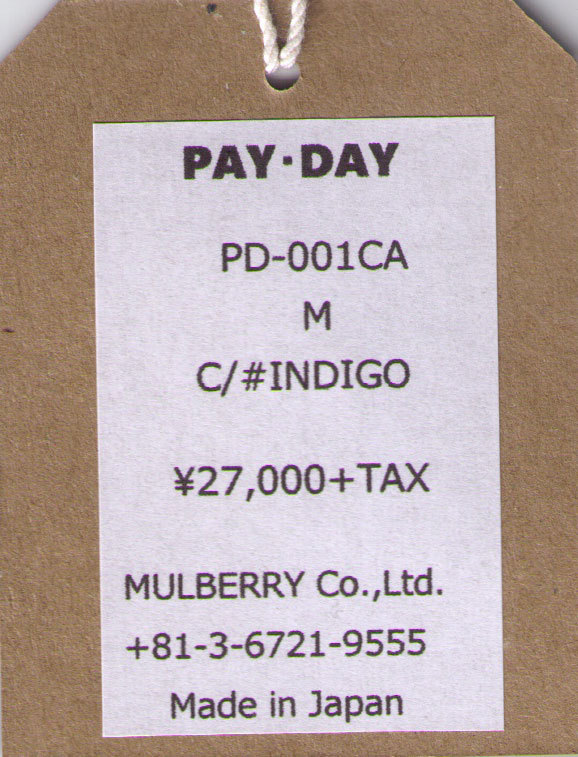 PAY·DAY
PD-001CA
M
C/#INDIGO
¥27,000+TAX
MULBERRY Co.,Ltd.
+81-3-6721-9555
Made in Japan